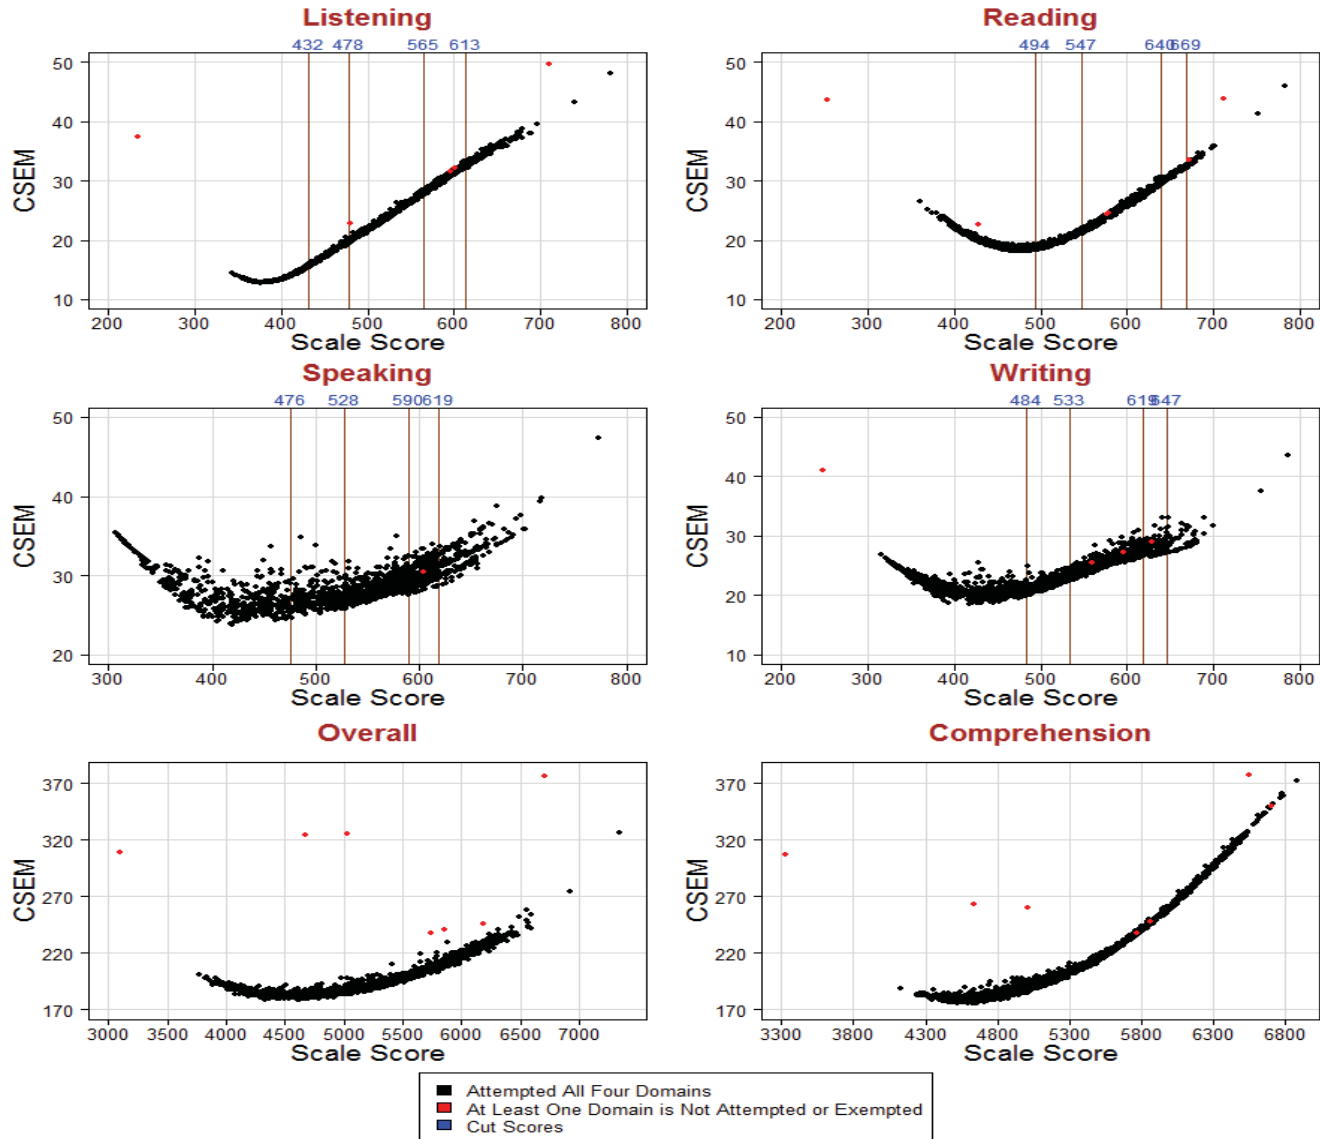 Listening
432 478 565 613
50
40
30
20
10
CSEM
200 300 400 500 600 700 800
Scale Score
Reading
494 547 640 669
50
40
30
20
10
CSEM
200 300 400 500 600 700 800
Scale Score
Speaking
476 528 590 619
50
40
30
20
CSEM
300 400 500 600 700 800
Scale Score
Writing
484 533 619 647
50
40
30
20
10
CSEM
200 300 400 500 600 700 800
Scale Score
Overall
370
320
270
220
170
CSEM
3000 3500 4000 4500 5000 5500 6000 6500 7000
Scale Score
Comprehension
370
320
270
220
170
CSEM
3300 3800 4300 4800 5300 5800 6300 6800
Scale Score
Attempted All Four Domains
At Least One Domain is Not Attempted or Exempted
Cut Scores